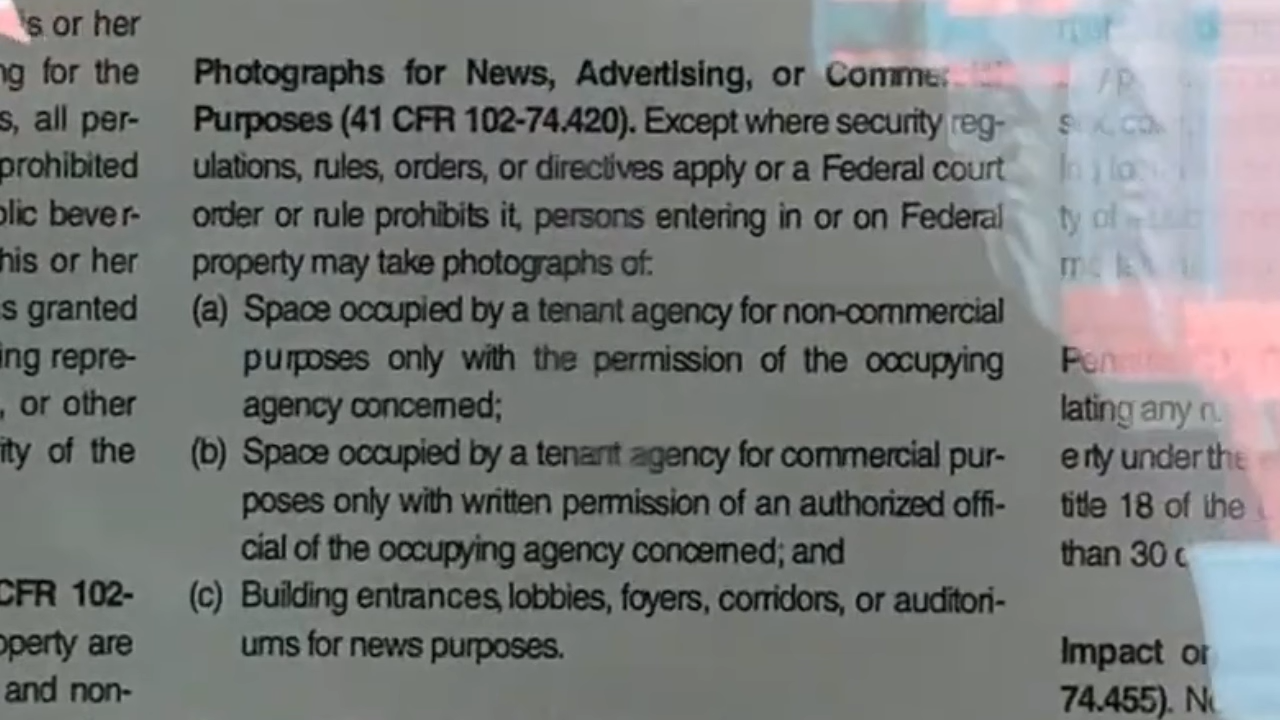 s or her
ng for the
s, all per-
prohibited
olic bever-
his or her
s granted
ing repre-
, or other
ity of the
CFR 102-
operty are
and non-
Photographs for News, Advertising, or
Purposes (41 CFR 102-74.420). Except where security reg-
ulations, rules, orders, or directives apply or a Federal court
order or rule prohibits it, persons entering in or on Federal
property may take photographs of:
(a) Space occupied by a tenant agency for non-commercial
purposes only with the permission of the occupying
agency concerned;
(b) Space occupied by a tenant agency for commercial pur-
poses only with written permission of an authorized offi-
cial of the occupying agency concerned; and
(c) Building entrances, lobbies, foyers, corridors, or auditori-
ums for news purposes.
ty of
lating any
erty under the
title 18 of the
than 30
Impact
74.455).